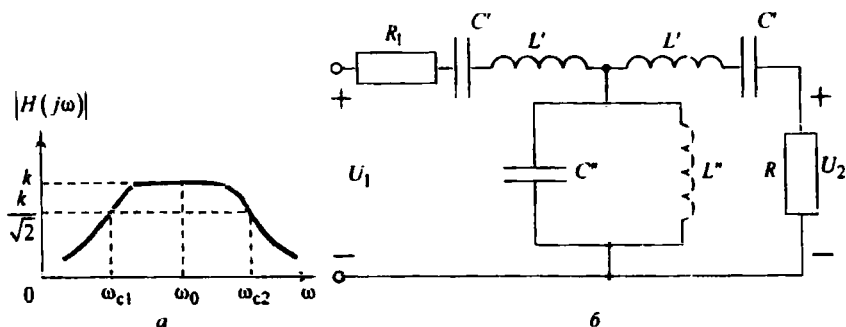 |H(jω)|
k
k/√2
0
ω_c1
ω_0
ω_c2
ω
а
R_1
C'
L'
L'
C'
+
U_1
−
C"
L"
R
U_2
+
−
б